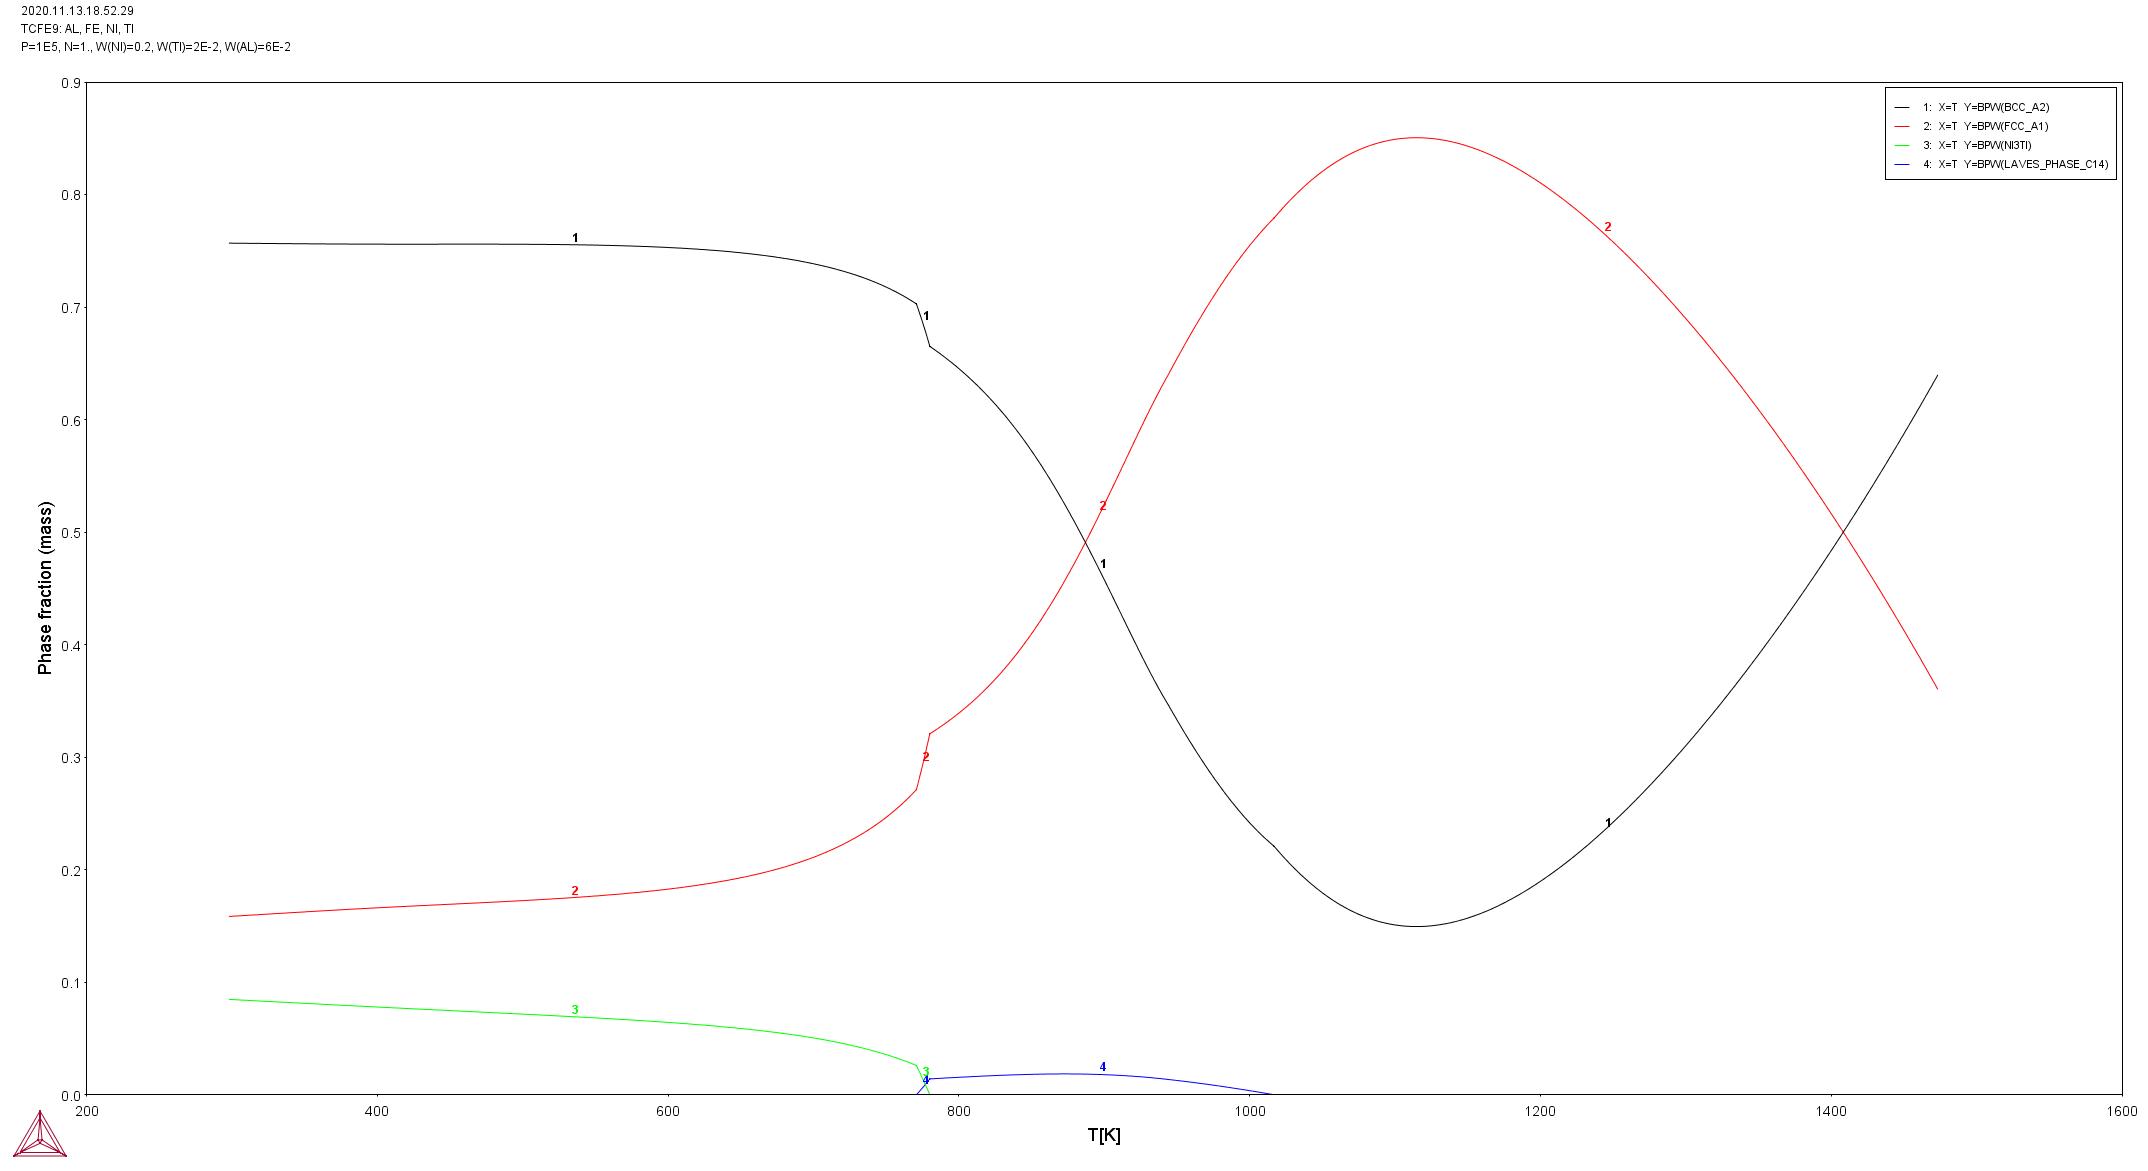 2020.11.13.18.52.29
TCFE9: AL, FE, NI, TI
P=1E5, N=1., W(NI)=0.2, W(TI)=2E-2, W(AL)=6E-2
0.9
0.8
0.7
0.6
0.5
0.4
0.3
0.2
0.1
0.0
Phase fraction (mass)
1: X=T Y=BPW(BCC_A2)
2: X=T Y=BPW(FCC_A1)
3: X=T Y=BPW(NI3TI)
4: X=T Y=BPW(LAVES_PHASE_C14)
1
1
2
2
1
2
1
2
3
3
4
4
200 400 600 800 1000 1200 1400 1600
T[K]